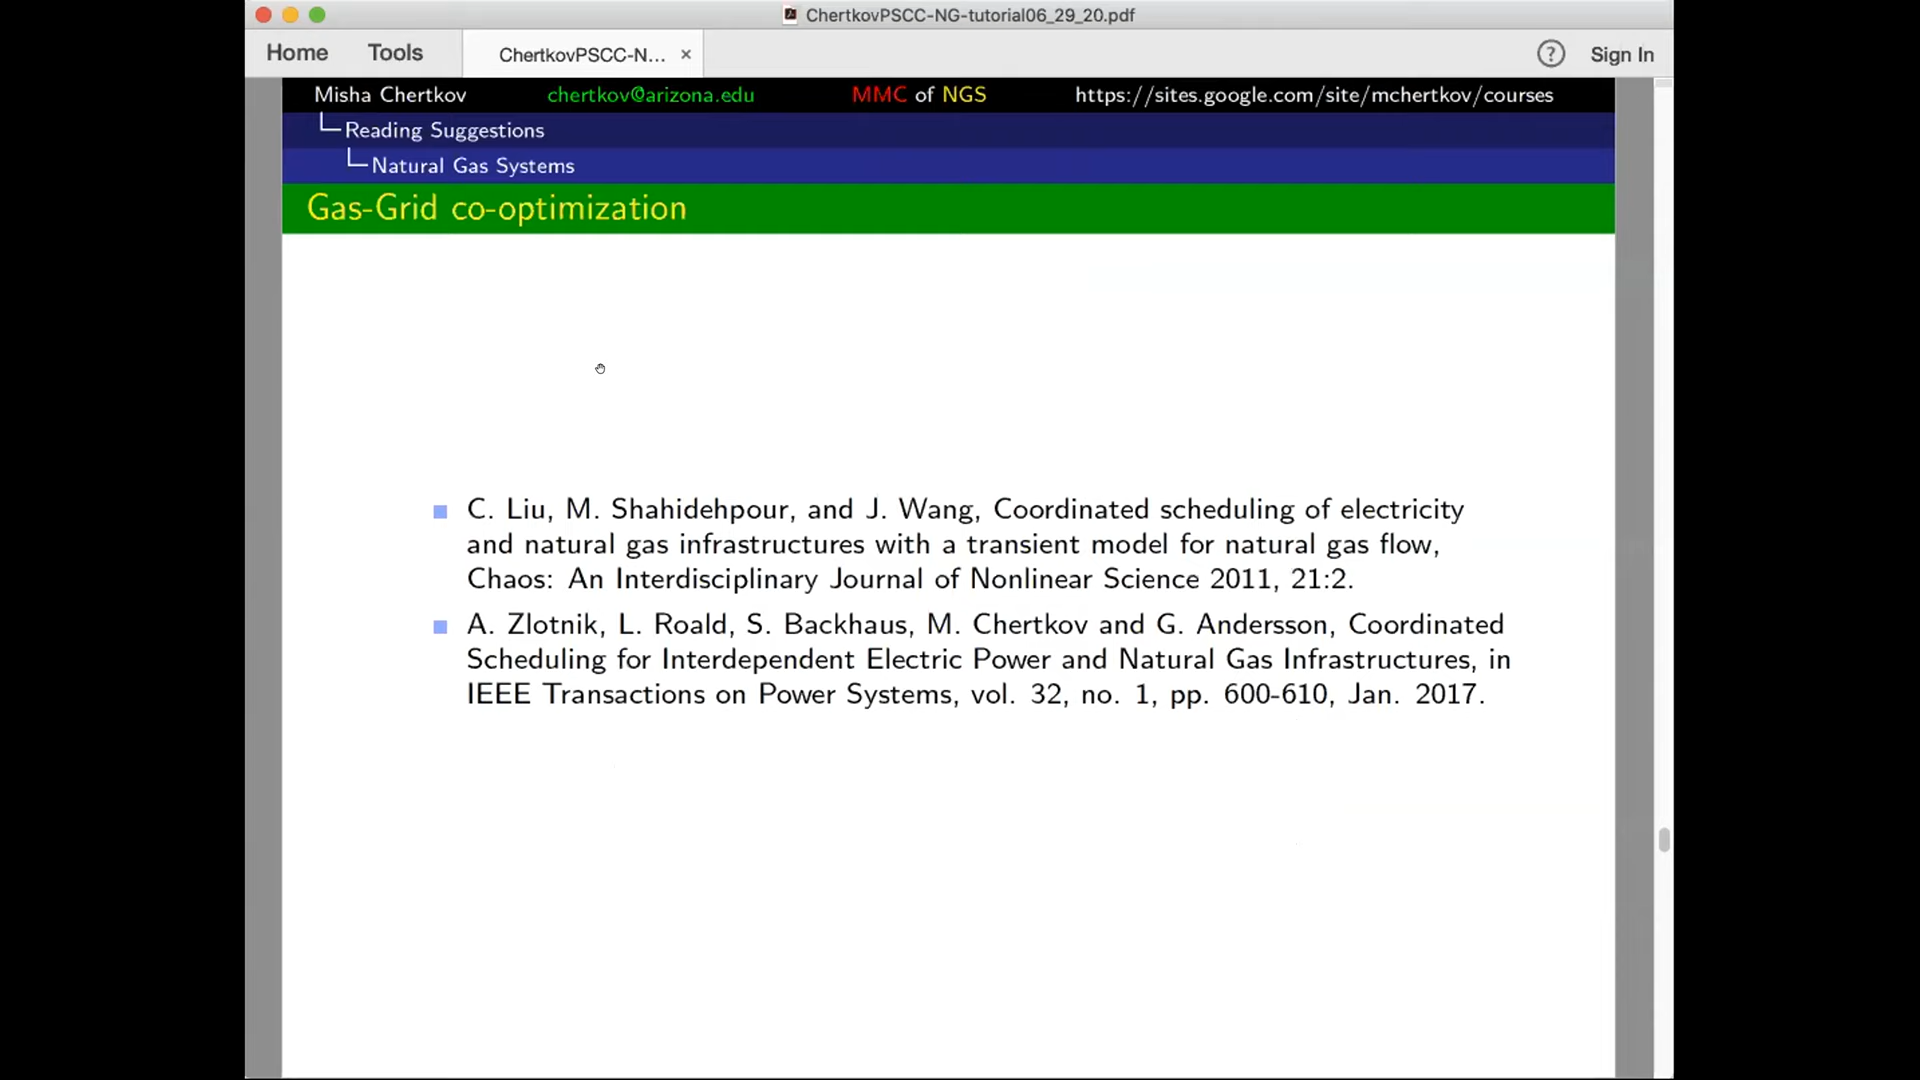 ChertkovPSCC-NG-tutorial06_29_20.pdf
Home Tools ChertkovPSCC-N... × ? Sign In
Misha Chertkov chertkov@arizona.edu MMC of NGS https://sites.google.com/site/mchertkov/courses
Reading Suggestions
Natural Gas Systems
Gas-Grid co-optimization
C. Liu, M. Shahidehpour, and J. Wang, Coordinated scheduling of electricity
and natural gas infrastructures with a transient model for natural gas flow,
Chaos: An Interdisciplinary Journal of Nonlinear Science 2011, 21:2.
A. Zlotnik, L. Roald, S. Backhaus, M. Chertkov and G. Andersson, Coordinated
Scheduling for Interdependent Electric Power and Natural Gas Infrastructures, in
IEEE Transactions on Power Systems, vol. 32, no. 1, pp. 600-610, Jan. 2017.